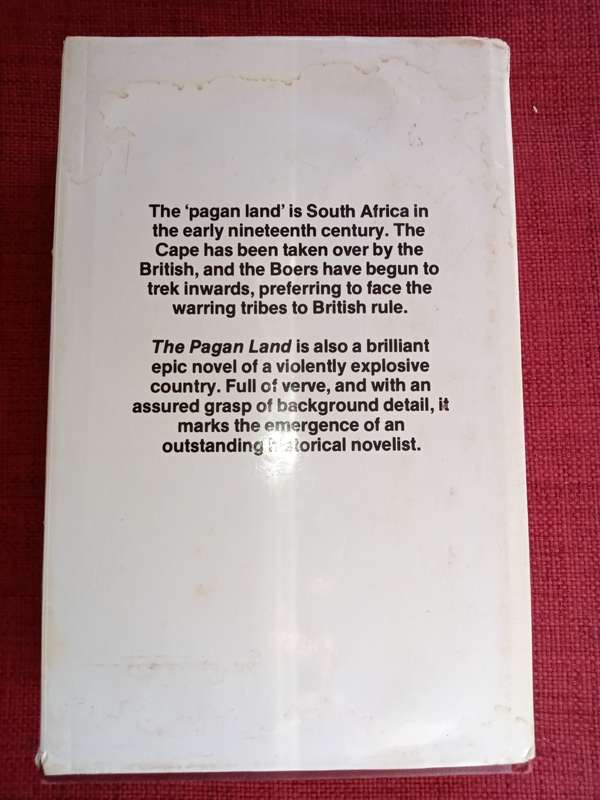 The ‘pagan land’ is South Africa in
the early nineteenth century. The
Cape has been taken over by the
British, and the Boers have begun to
trek inwards, preferring to face the
warring tribes to British rule.
The Pagan Land is also a brilliant
epic novel of a violently explosive
country. Full of verve, and with an
assured grasp of background detail, it
marks the emergence of an
outstanding historical novelist.